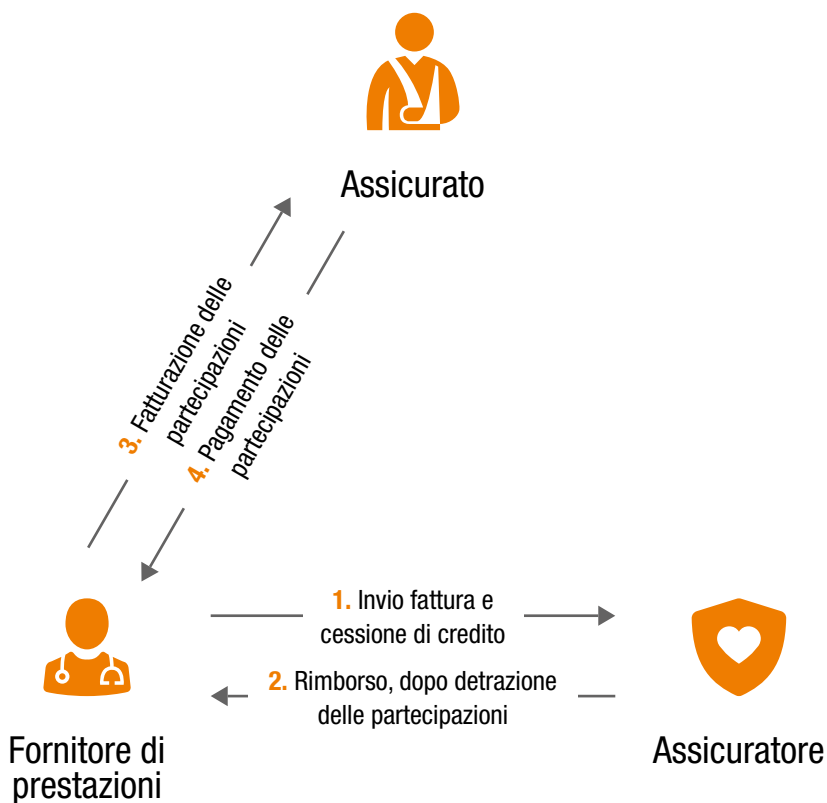 Assicurato
3. Fatturazione delle
partecipazioni
4. Pagamento delle
partecipazioni
1. Invio fattura e
cessione di credito
2. Rimborso, dopo detrazione
delle partecipazioni
Fornitore di
prestazioni
Assicuratore